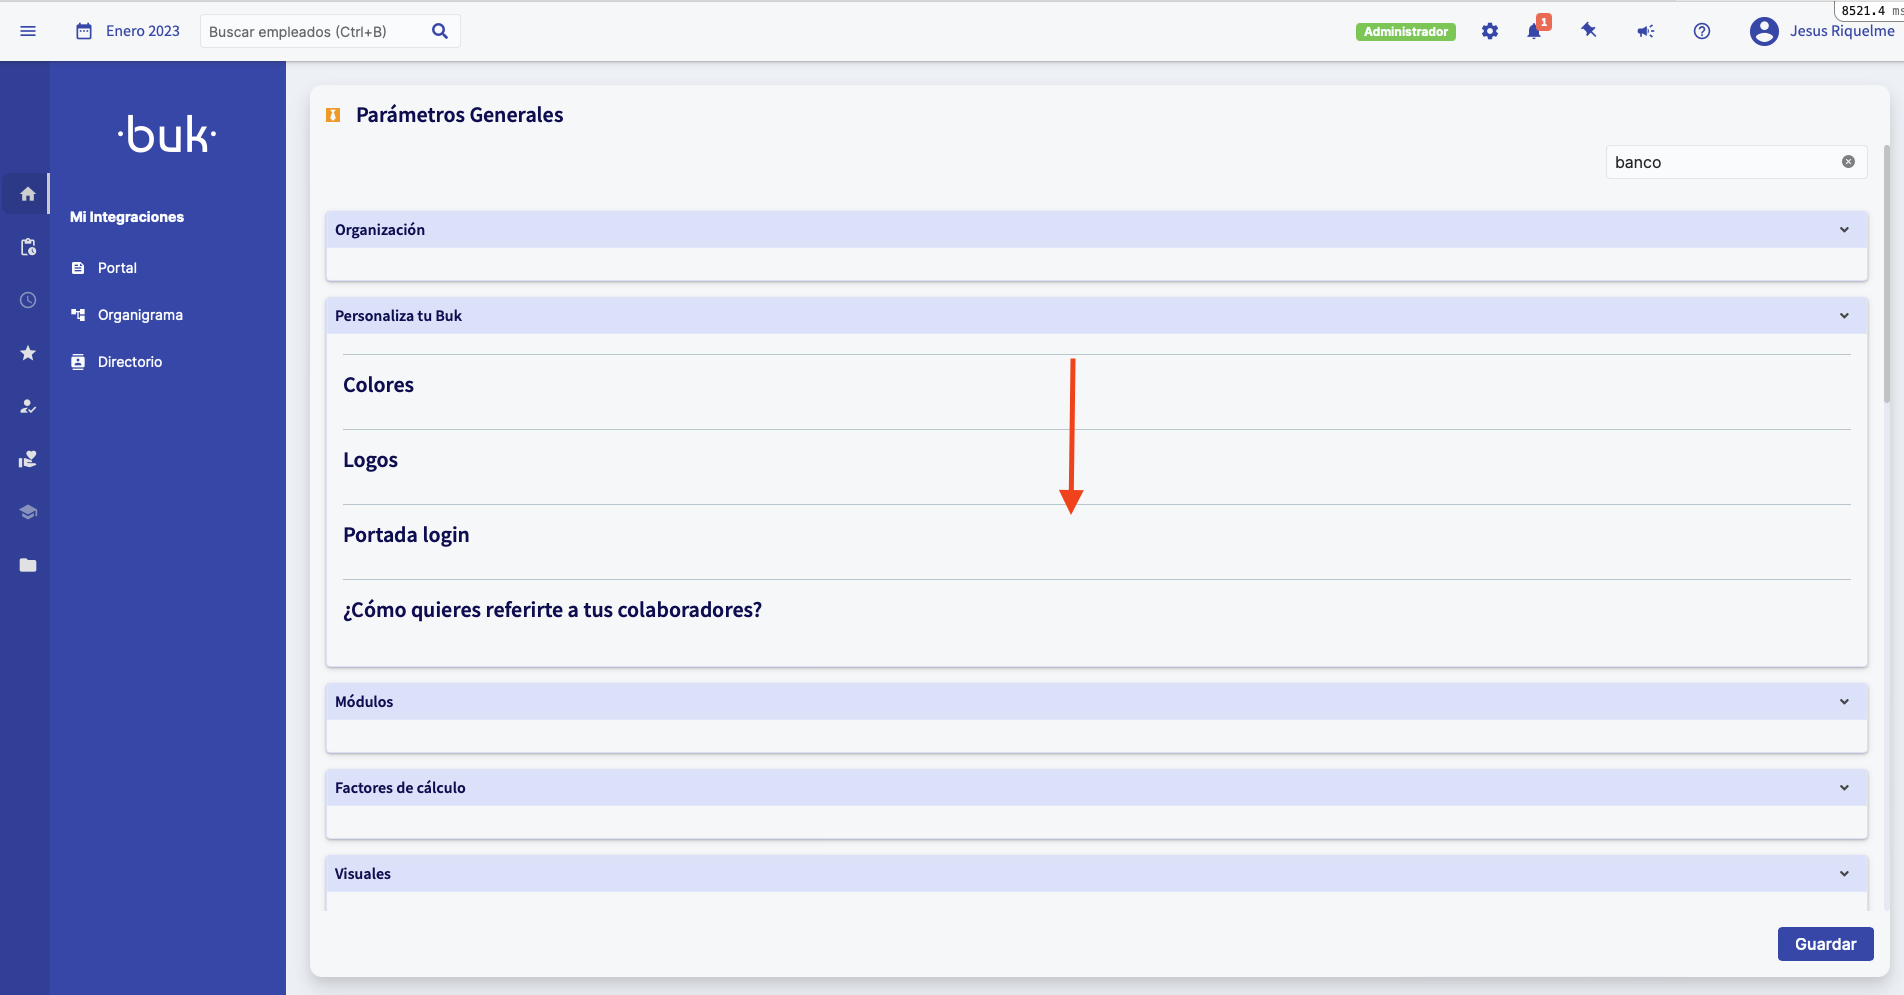 8521.4 ms
Enero 2023
Buscar empleados (Ctrl+B)
Administrador
1
Jesus Riquelme
·buk·
Mi Integraciones
Portal
Organigrama
Directorio
Parámetros Generales
banco
Organización
Personaliza tu Buk
Colores
Logos
Portada login
¿Cómo quieres referirte a tus colaboradores?
Módulos
Factores de cálculo
Visuales
Guardar